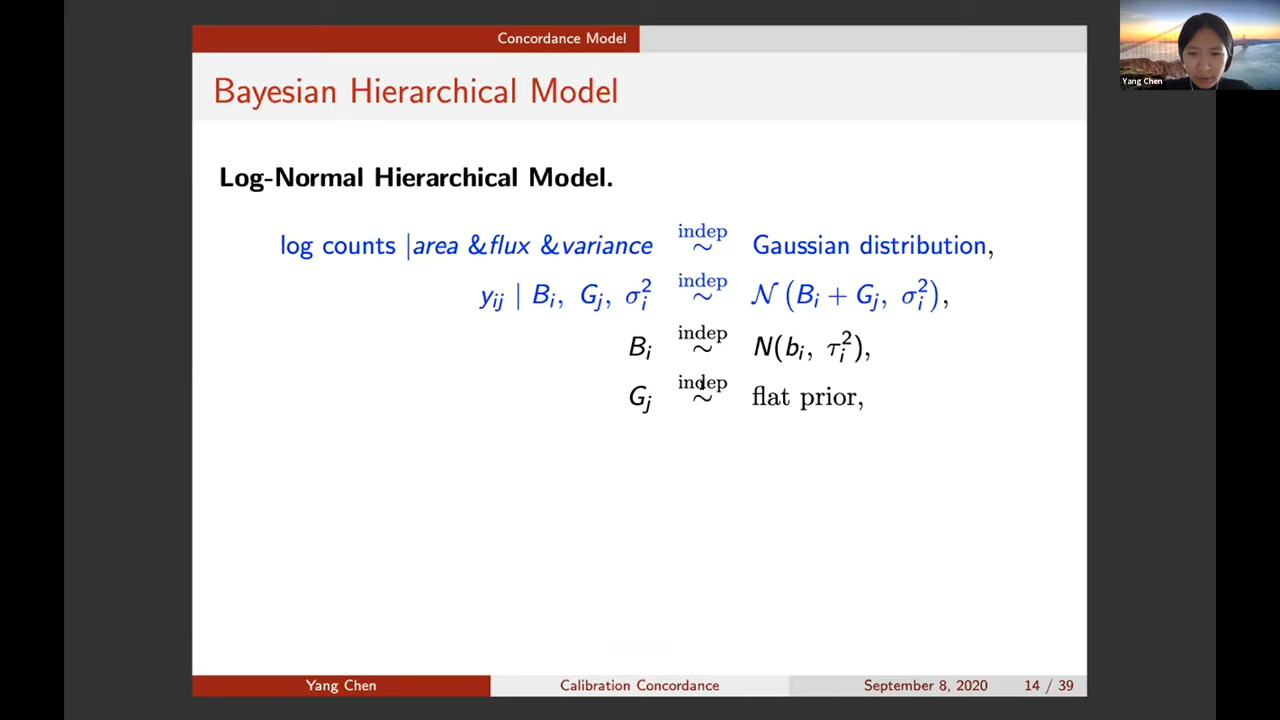 Concordance Model
Yang Chen
Bayesian Hierarchical Model
Log-Normal Hierarchical Model.
log counts |area &flux &variance indep ~ Gaussian distribution,
y_ij | B_i, G_j, σ_i^2 indep ~ N (B_i + G_j, σ_i^2),
B_i indep ~ N(b_i, τ_i^2),
G_j indep ~ flat prior,
Yang Chen Calibration Concordance September 8, 2020 14 / 39